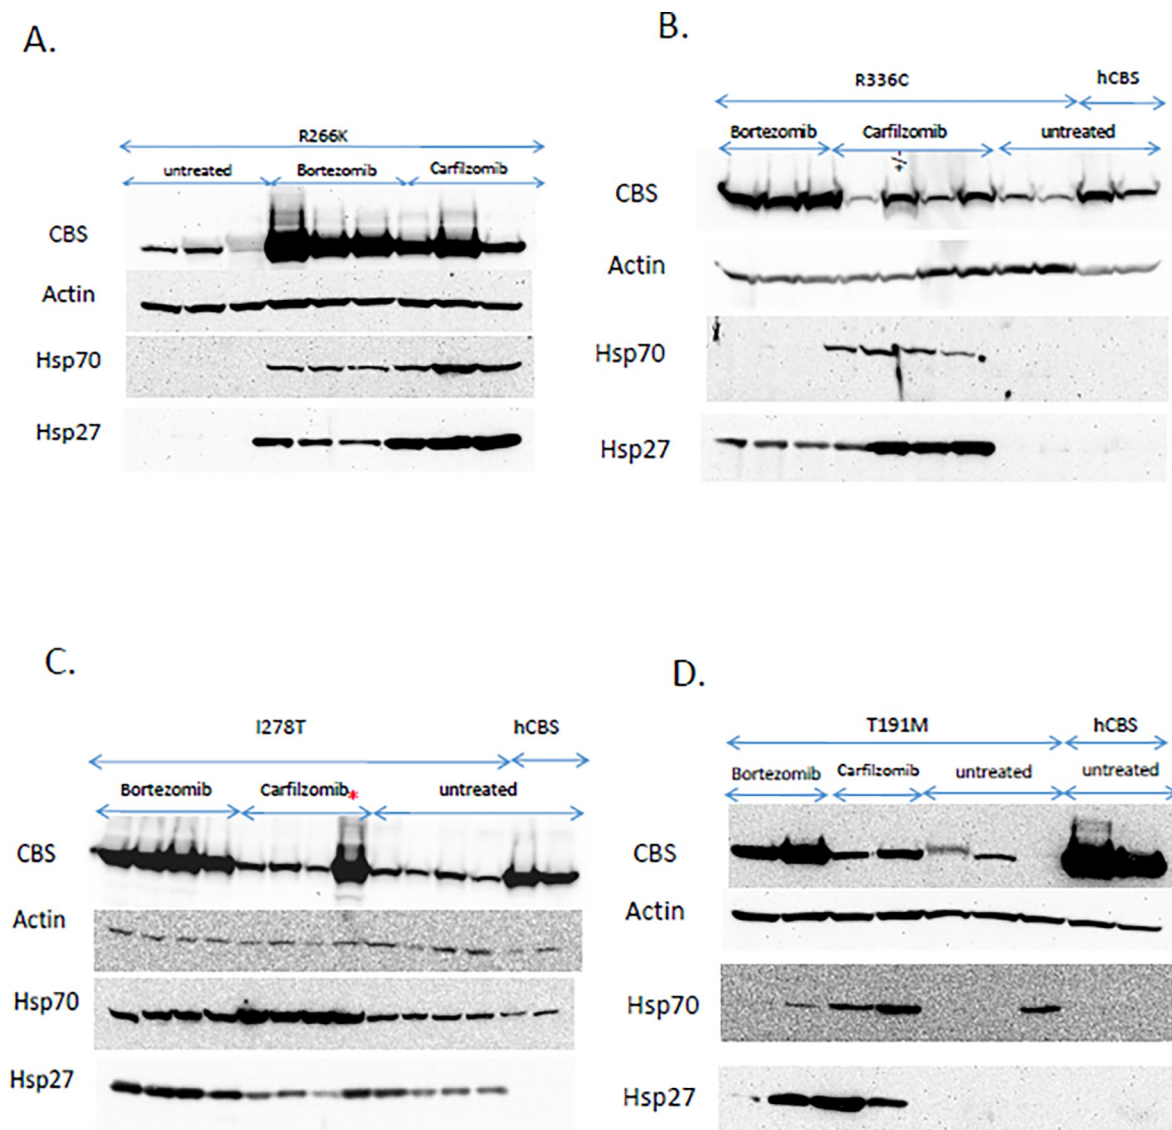 A.
R266K
untreated Bortezomib Carfilzomib
CBS
Actin
Hsp70
Hsp27
B.
R336C hCBS
Bortezomib Carfilzomib untreated
CBS
Actin
Hsp70
Hsp27
C.
I278T hCBS
Bortezomib Carfilzomib* untreated
CBS
Actin
Hsp70
Hsp27
D.
T191M hCBS
Bortezomib Carfilzomib untreated untreated
CBS
Actin
Hsp70
Hsp27